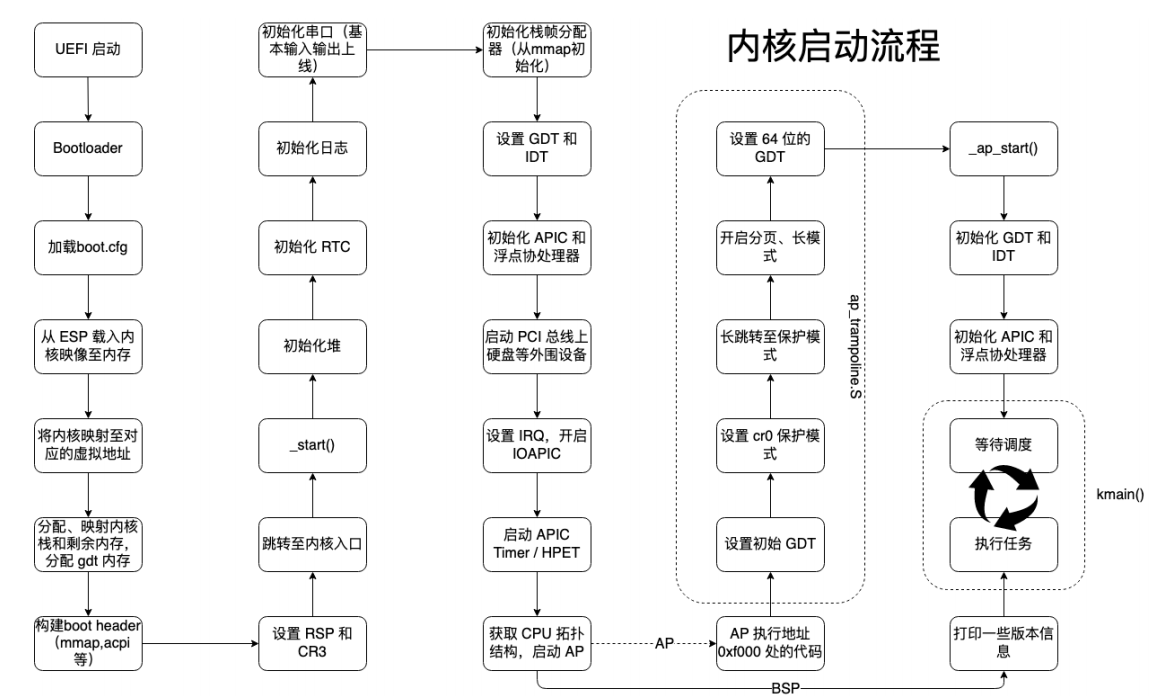 内核启动流程
UEFI 启动
Bootloader
加载boot.cfg
从 ESP 载入内
核映像至内存
将内核映射至对
应的虚拟地址
分配、映射内核
栈和剩余内存，
分配 gdt 内存
构建boot header
（mmap,acpi
等）
设置 RSP 和
CR3
跳转至内核入口
_start()
初始化堆
初始化 RTC
初始化日志
初始化串口（基
本输入输出上
线）
初始化栈帧分配
器（从mmap初
始化）
设置 GDT 和
IDT
初始化 APIC 和
浮点协处理器
启动 PCI 总线上
硬盘等外围设备
设置 IRQ，开启
IOAPIC
启动 APIC
Timer / HPET
获取 CPU 拓扑
结构，启动 AP
AP
AP 执行地址
0xf000 处的代码
设置初始 GDT
设置 cr0 保护模
式
长跳转至保护模
式
开启分页、长模
式
设置 64 位的
GDT
ap_trampoline.S
_ap_start()
初始化 GDT 和
IDT
初始化 APIC 和
浮点协处理器
等待调度
执行任务
kmain()
打印一些版本信
息
BSP